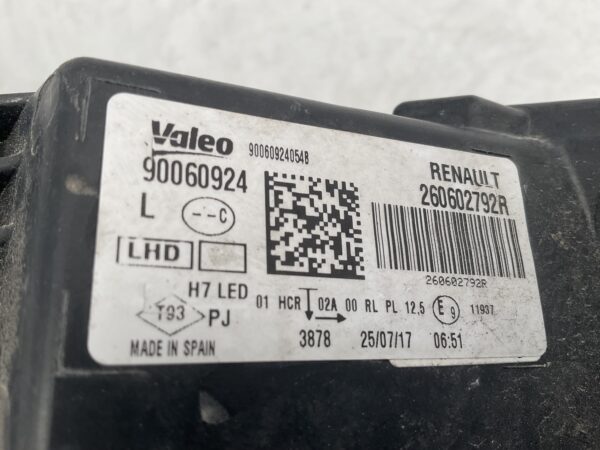 Valeo 90060924054B
90060924
RENAULT
260602792R
L --C
LHD
260602792R
H7 LED 01 HCR 02A 00 RL PL 12,5 E9 11937
T93 PJ
MADE IN SPAIN
3878 25/07/17 06:51